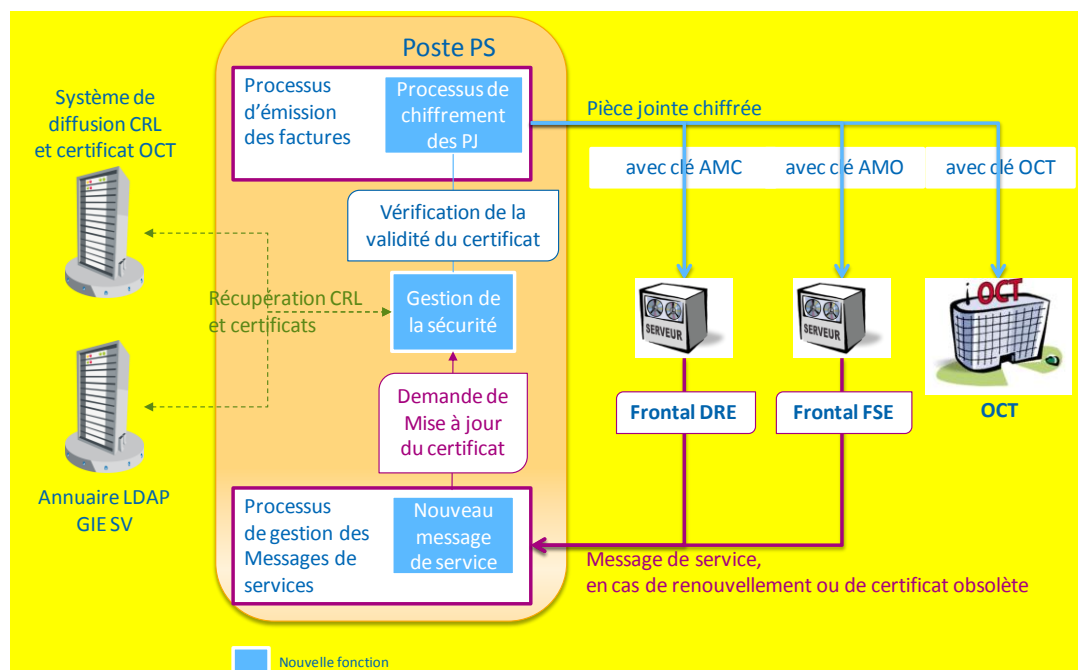 Poste PS
Système de
diffusion CRL
et certificat OCT
Processus
d'émission
des factures
Processus de
chiffrement
des PJ
Pièce jointe chiffrée
avec clé AMC
avec clé AMO
avec clé OCT
Vérification de la
validité du certificat
Récupération CRL
et certificats
Gestion de
la sécurité
SERVEUR
SERVEUR
OCT
Demande de
Mise à jour
du certificat
Frontal DRE
Frontal FSE
OCT
Annuaire LDAP
GIE SV
Processus
de gestion des
Messages de
services
Nouveau
message
de service
Message de service,
en cas de renouvellement ou de certificat obsolète
Nouvelle fonction